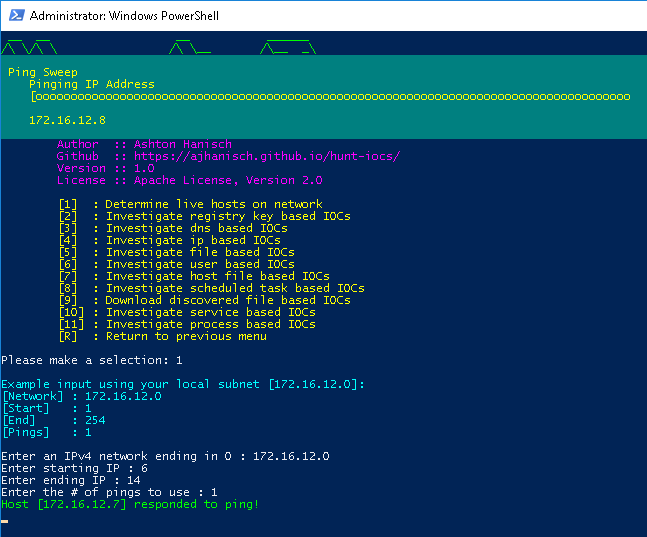 Administrator: Windows PowerShell
Ping Sweep
Pinging IP Address
[oooooooooooooooooooooooooooooooooooooooooooooooooooooooooooooooooooooooooooooooooooo
172.16.12.8
Author  :: Ashton Hanisch
Github  :: https://ajhanisch.github.io/hunt-iocs/
Version :: 1.0
License :: Apache License, Version 2.0
[1]  : Determine live hosts on network
[2]  : Investigate registry key based IOCs
[3]  : Investigate dns based IOCs
[4]  : Investigate ip based IOCs
[5]  : Investigate file based IOCs
[6]  : Investigate user based IOCs
[7]  : Investigate host file based IOCs
[8]  : Investigate scheduled task based IOCs
[9]  : Download discovered file based IOCs
[10] : Investigate service based IOCs
[11] : Investigate process based IOCs
[R]  : Return to previous menu
Please make a selection: 1
Example input using your local subnet [172.16.12.0]:
[Network] : 172.16.12.0
[Start]   : 1
[End]     : 254
[Pings]   : 1
Enter an IPv4 network ending in 0 : 172.16.12.0
Enter starting IP : 6
Enter ending IP : 14
Enter the # of pings to use : 1
Host [172.16.12.7] responded to ping!